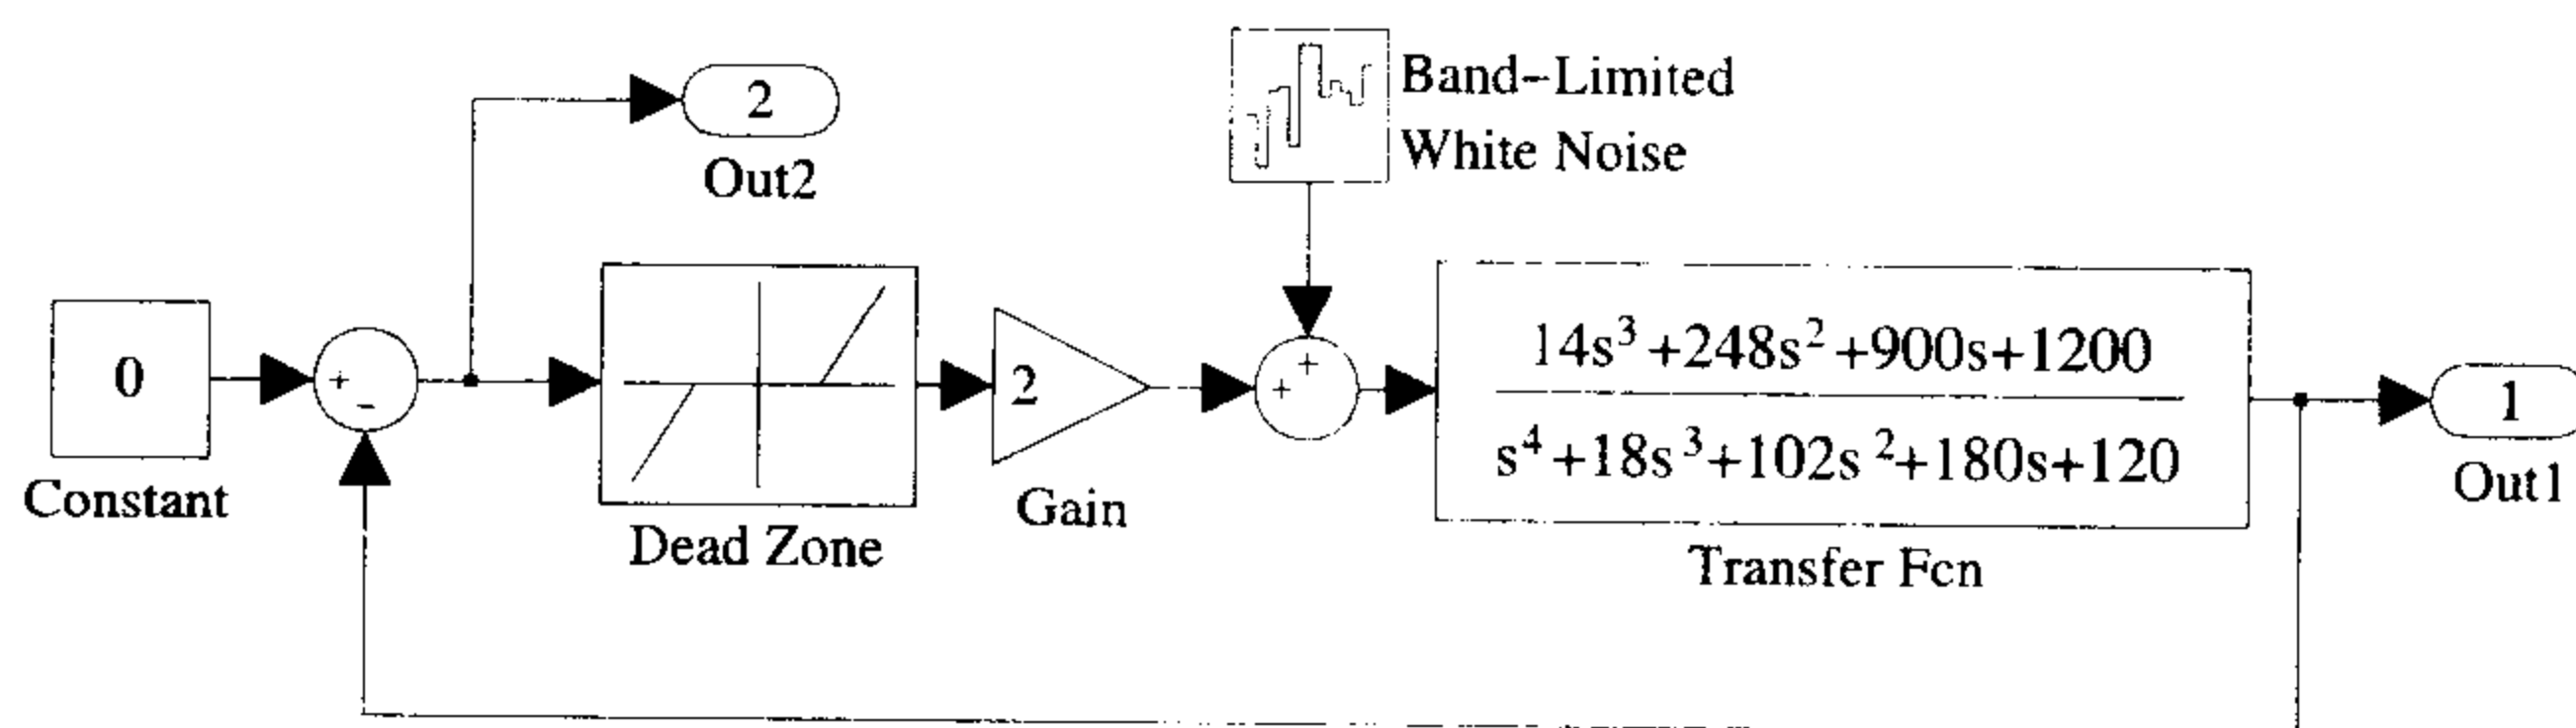 2
Out2
Band-Limited
White Noise
0
Constant
+
-
Dead Zone
2
Gain
+
+
14s³+248s²+900s+1200
s⁴+18s³+102s²+180s+120
Transfer Fcn
1
Out1